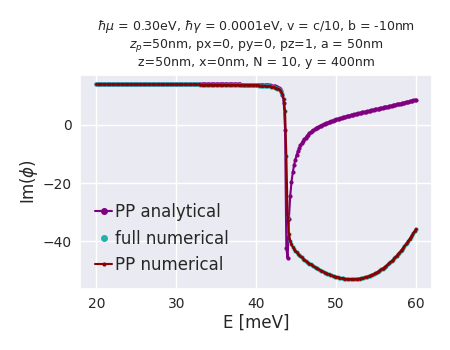 ℏμ = 0.30eV, ℏγ = 0.0001eV, v = c/10, b = -10nm
z_p=50nm, px=0, py=0, pz=1, a = 50nm
z=50nm, x=0nm, N = 10, y = 400nm
Im(ϕ)
0
−20
−40
PP analytical
full numerical
PP numerical
20 30 40 50 60
E [meV]